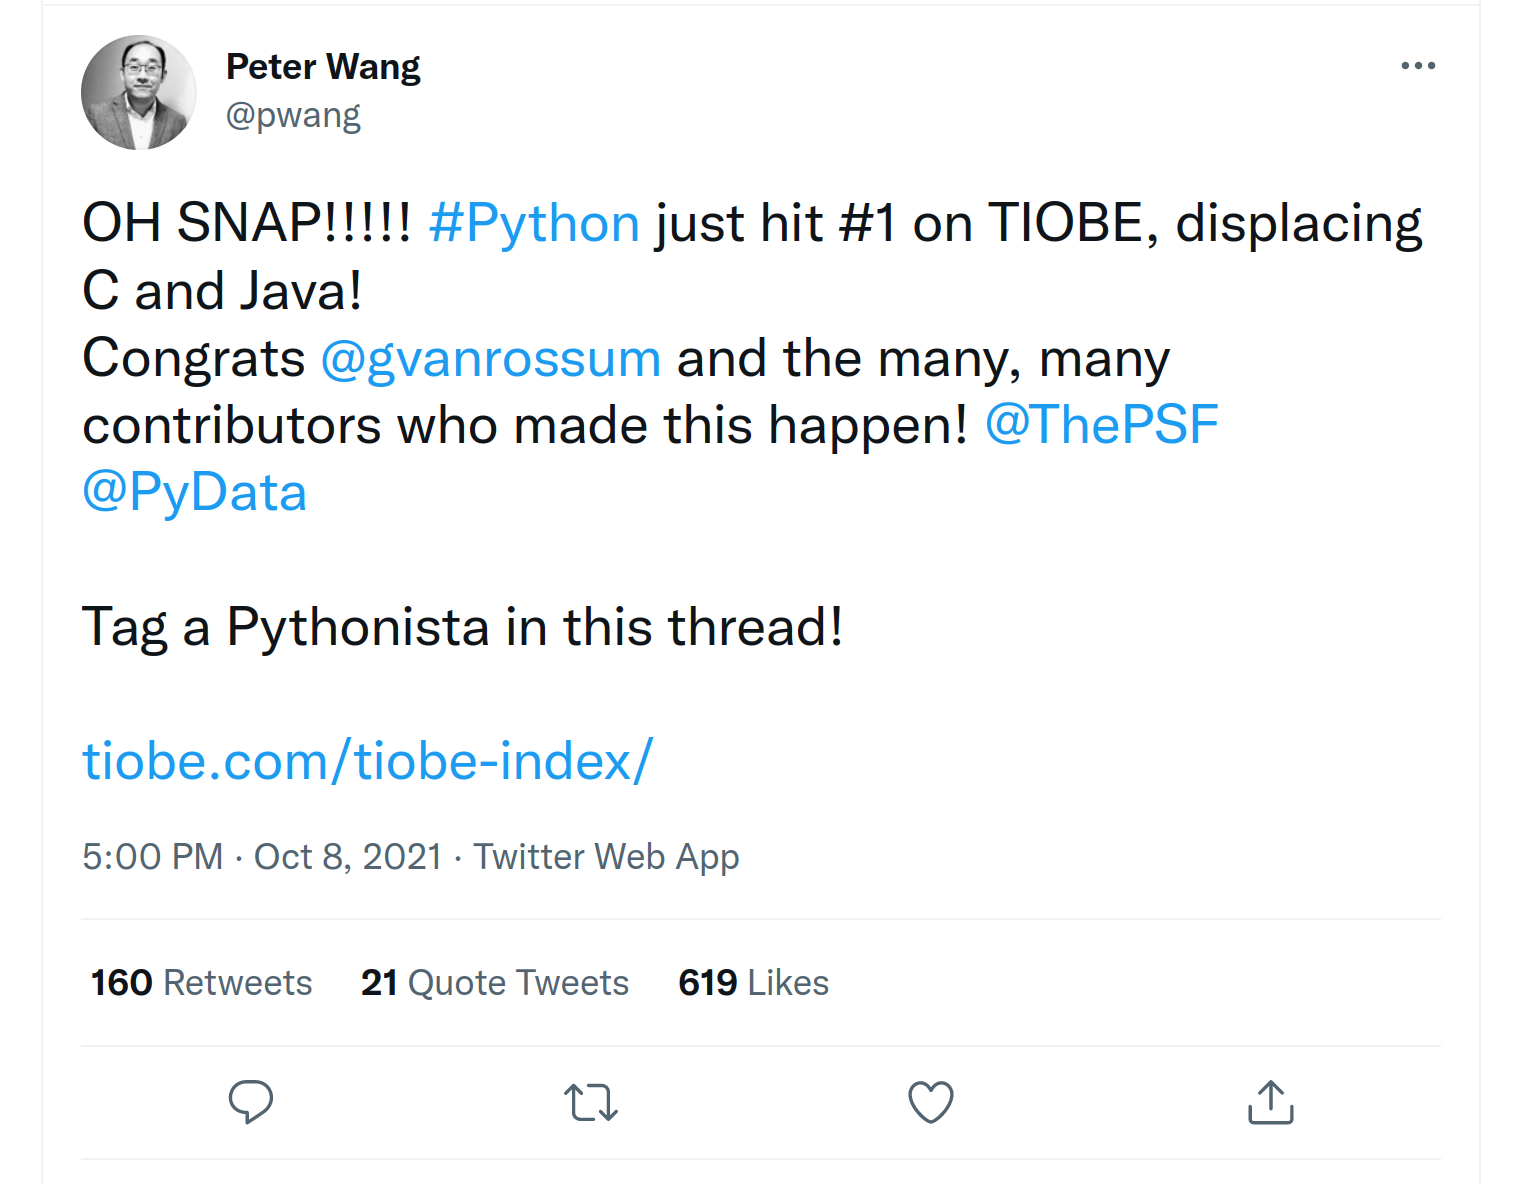 Peter Wang
@pwang
OH SNAP!!!!! #Python just hit #1 on TIOBE, displacing
C and Java!
Congrats @gvanrossum and the many, many
contributors who made this happen! @ThePSF
@PyData
Tag a Pythonista in this thread!
tiobe.com/tiobe-index/
5:00 PM · Oct 8, 2021 · Twitter Web App
160 Retweets 21 Quote Tweets 619 Likes